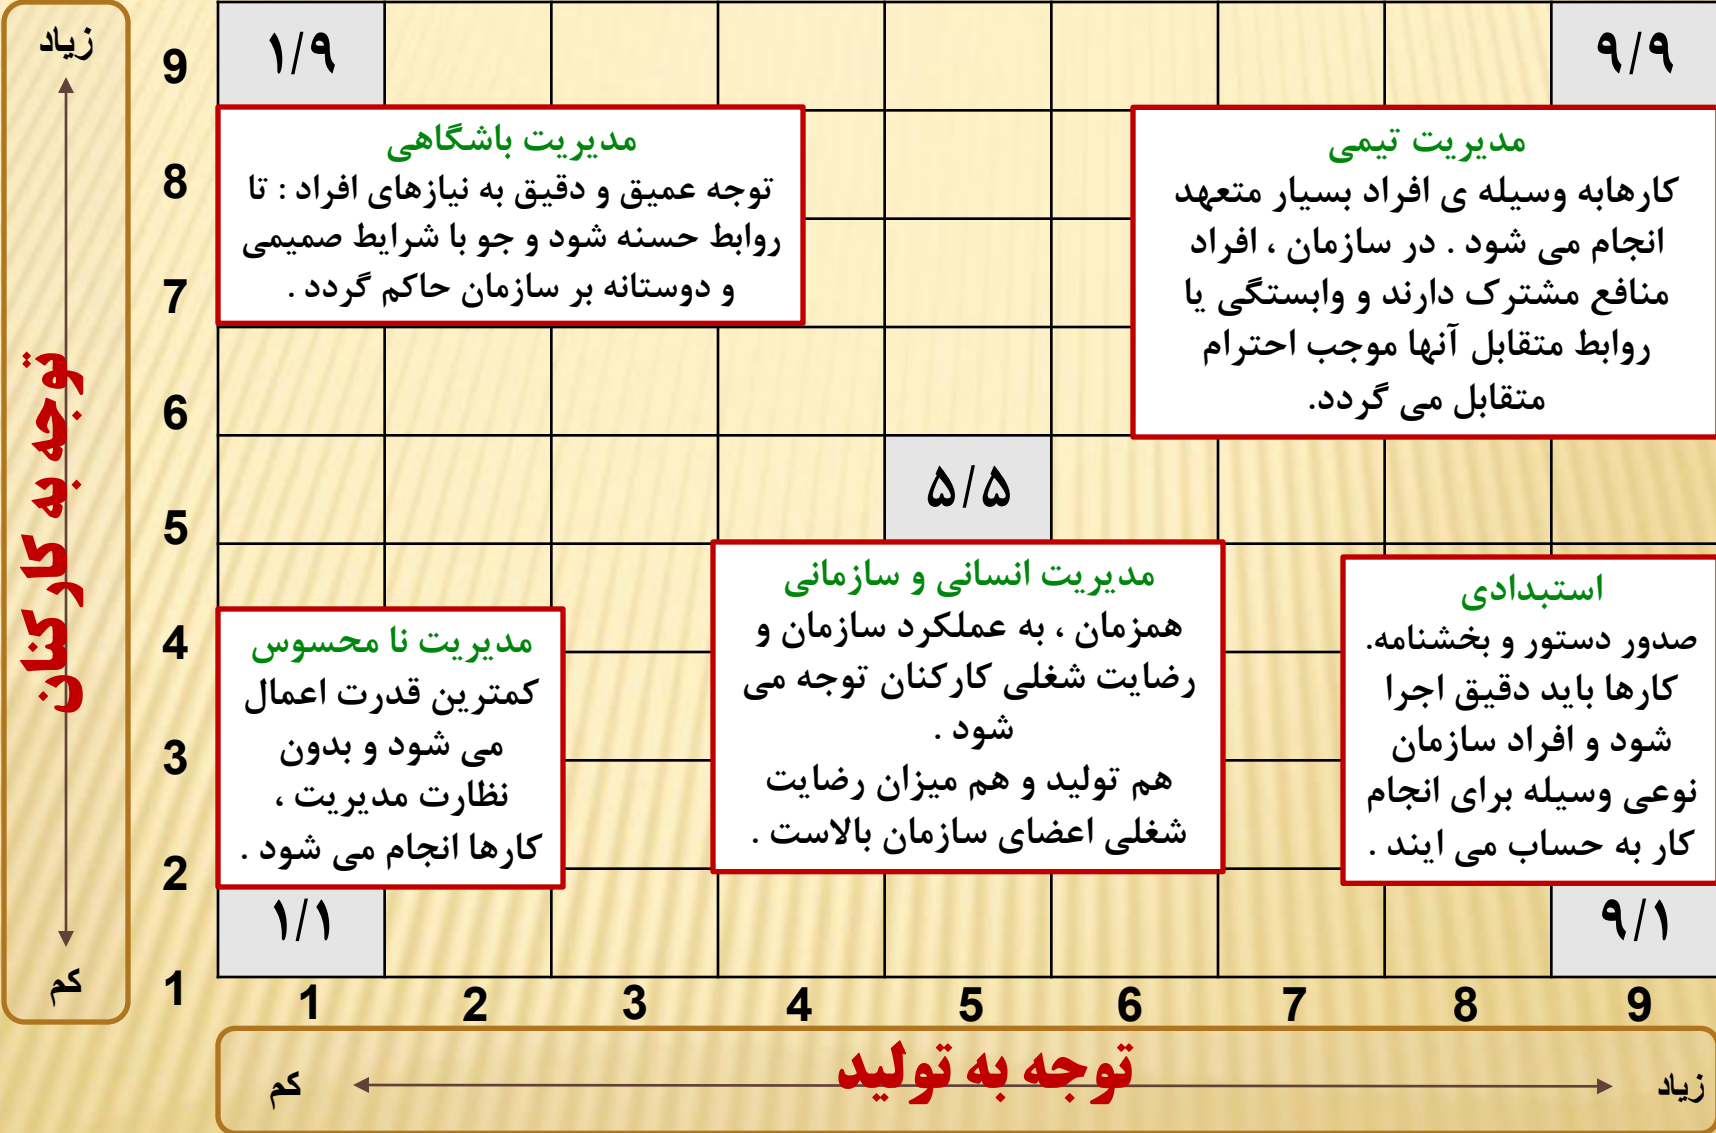 زیاد
توجه به کارکنان
کم
9
8
7
6
5
4
3
2
1
۱/۹
۹/۹
مدیریت باشگاهی
توجه عمیق و دقیق به نیازهای افراد : تا
روابط حسنه شود و جو با شرایط صمیمی
و دوستانه بر سازمان حاکم گردد .
مدیریت تیمی
کارهابه وسیله ی افراد بسیار متعهد
انجام می شود . در سازمان ، افراد
منافع مشترک دارند و وابستگی یا
روابط متقابل آنها موجب احترام
متقابل می گردد.
۵/۵
مدیریت انسانی و سازمانی
همزمان ، به عملکرد سازمان و
رضایت شغلی کارکنان توجه می
شود .
هم تولید و هم میزان رضایت
شغلی اعضای سازمان بالاست .
استبدادی
صدور دستور و بخشنامه.
کارها باید دقیق اجرا
شود و افراد سازمان
نوعی وسیله برای انجام
کار به حساب می ایند .
مدیریت نا محسوس
کمترین قدرت اعمال
می شود و بدون
نظارت مدیریت ،
کارها انجام می شود .
۱/۱
۹/۱
1 2 3 4 5 6 7 8 9
کم توجه به تولید زیاد